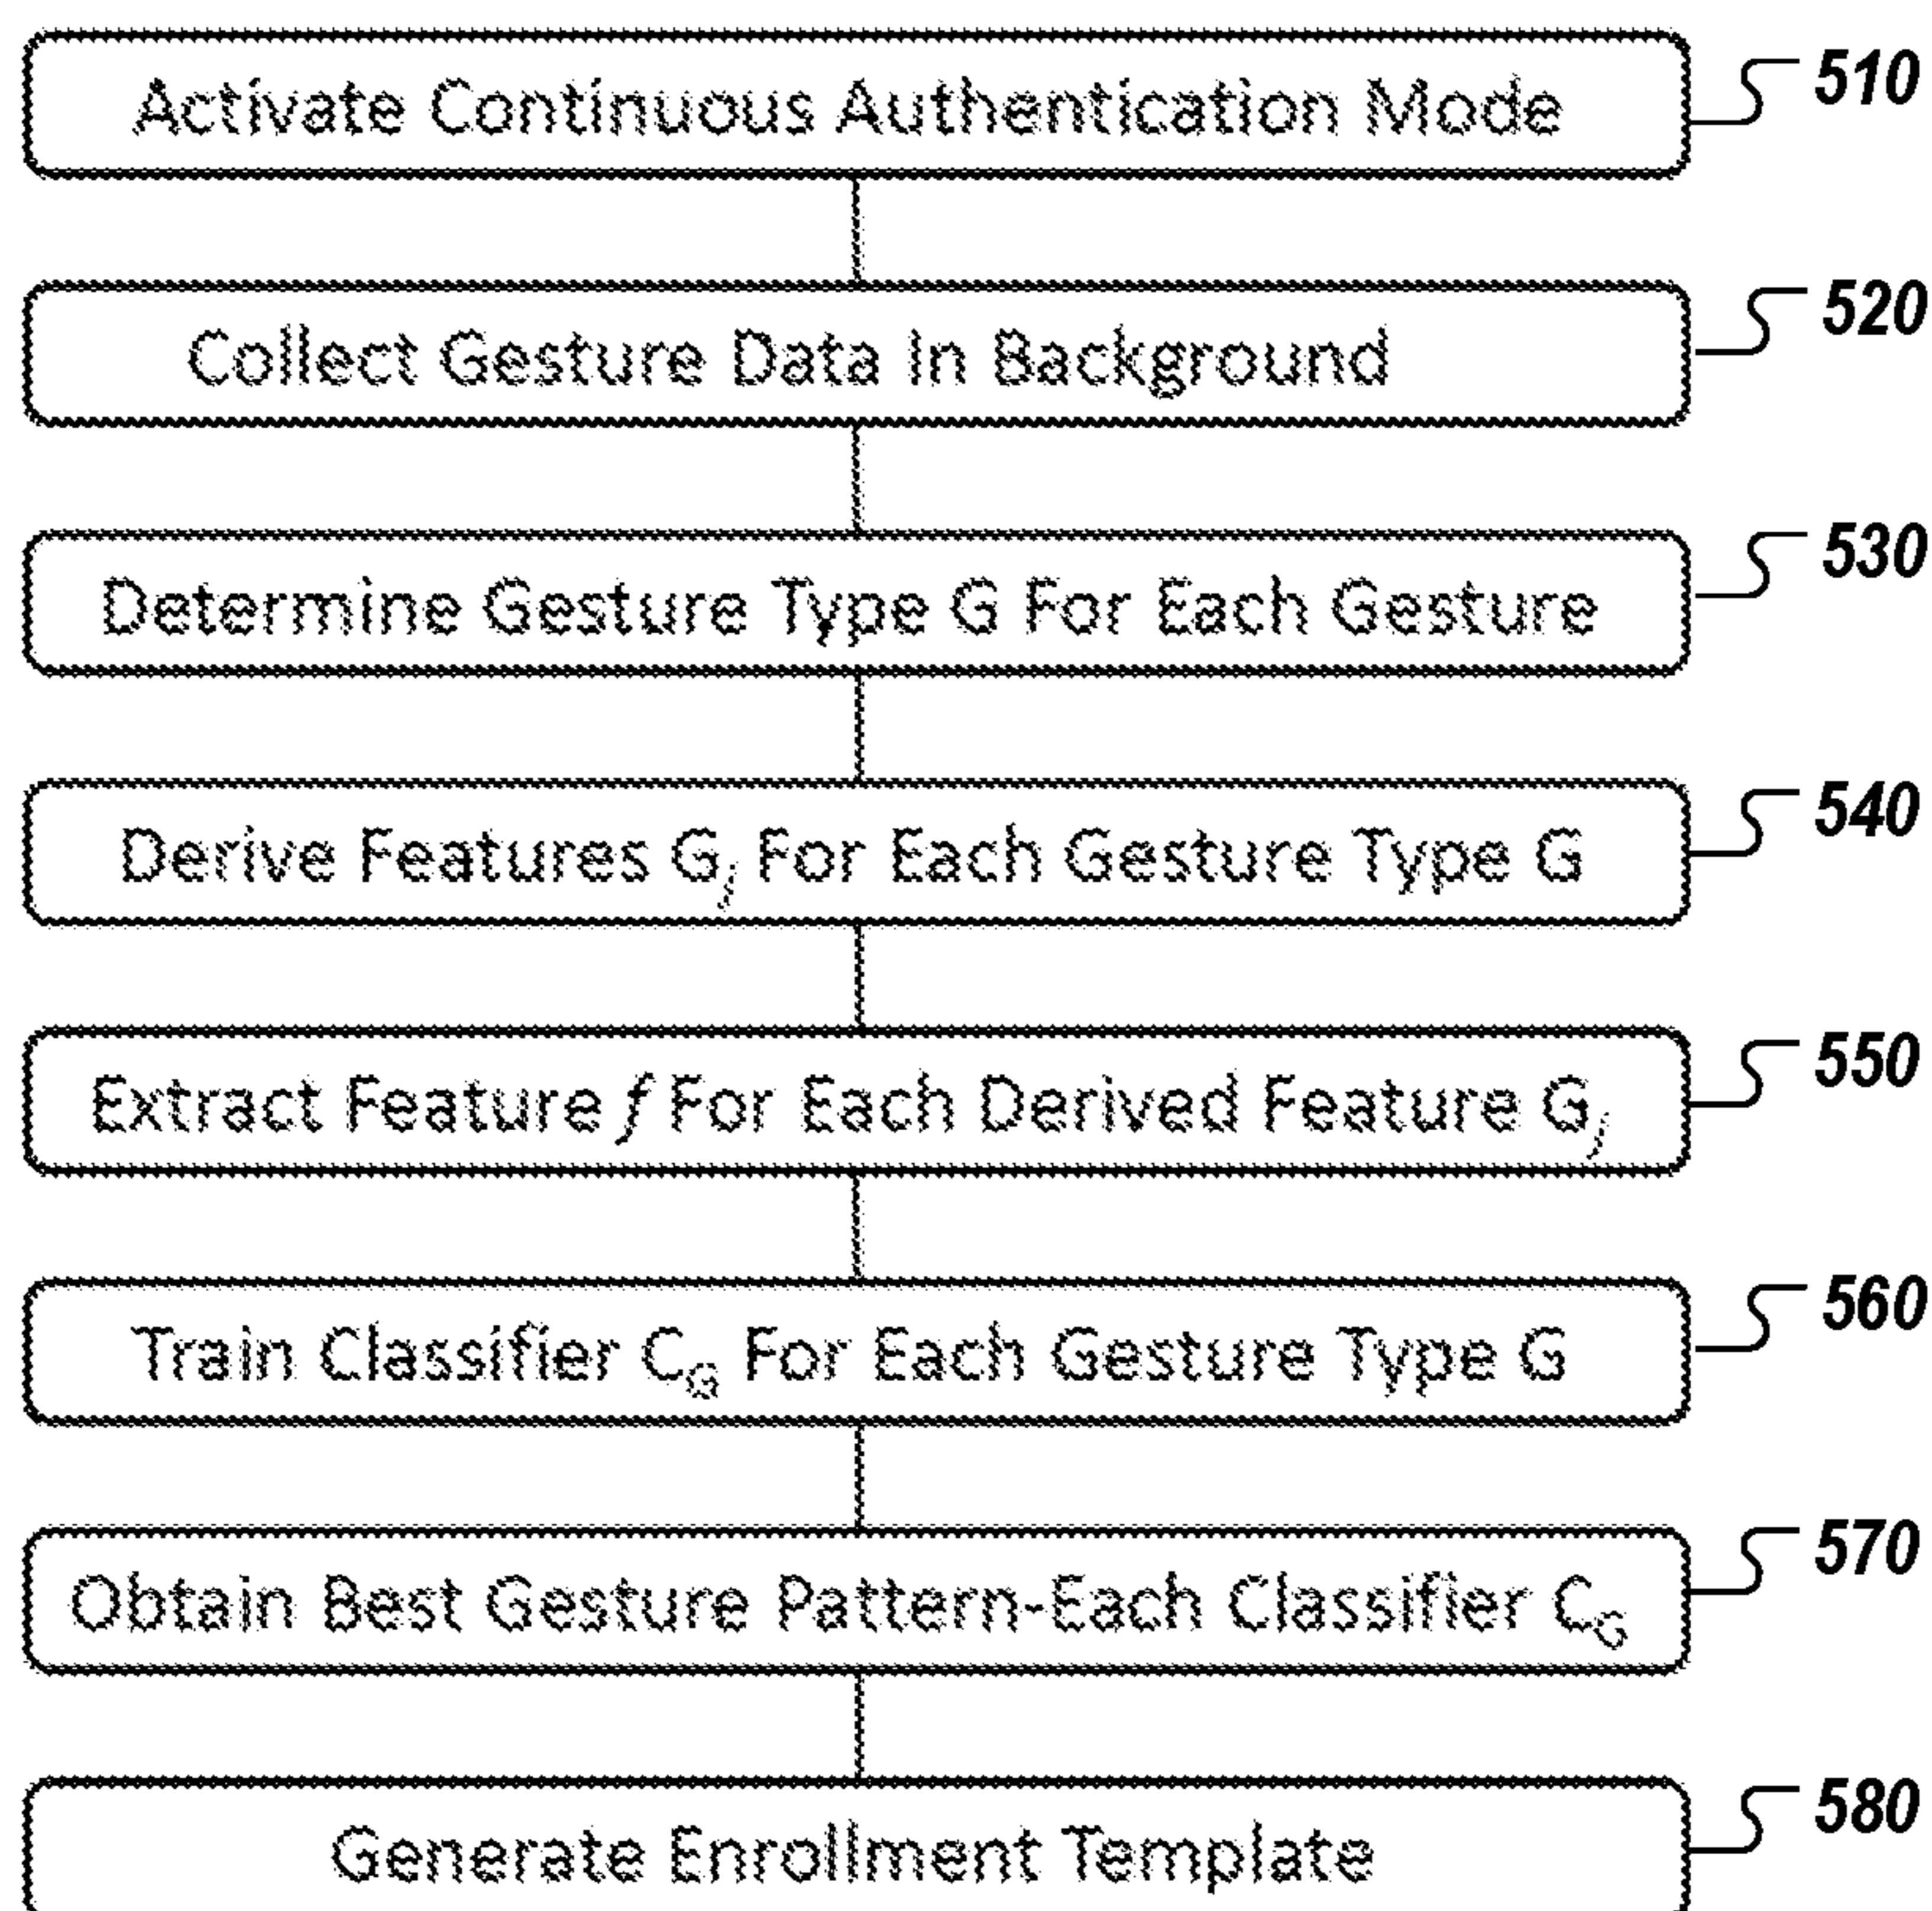 Activate Continuous Authentication Mode 510
Collect Gesture Data In Background 520
Determine Gesture Type G For Each Gesture 530
Derive Features Gj For Each Gesture Type G 540
Extract Feature f For Each Derived Feature Gj 550
Train Classifier CG For Each Gesture Type G 560
Obtain Best Gesture Pattern-Each Classifier CG 570
Generate Enrollment Template 580